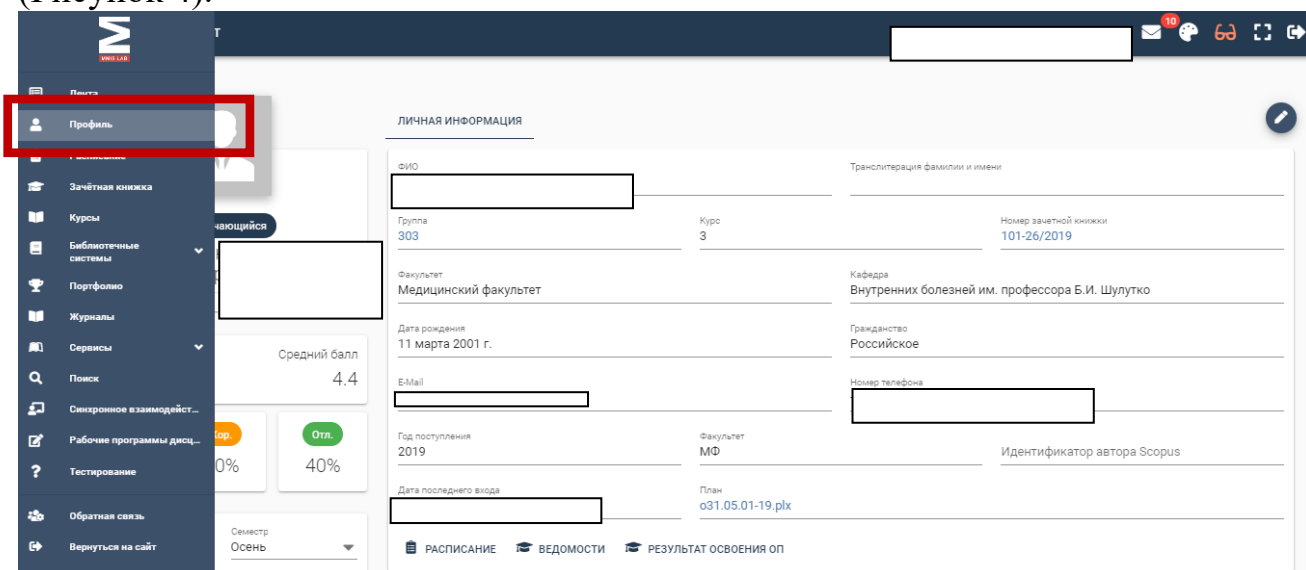 (Рисунок 4).
MMIS LAB
10
Лента
Профиль
Расписание
Зачётная книжка
Курсы
Библиотечные
системы
Портфолио
Журналы
Сервисы
Поиск
Синхронное взаимодейст...
Рабочие программы дисц...
Тестирование
Обратная связь
Вернуться на сайт
Средний балл
4.4
Отл.
40%
Семестр
Осень
ЛИЧНАЯ ИНФОРМАЦИЯ
ФИО
Транслитерация фамилии и имени
Группа
Курс
Номер зачетной книжки
303
3
101-26/2019
Факультет
Кафедра
Медицинский факультет
Внутренних болезней им. профессора Б.И. Шулутко
Дата рождения
Гражданство
11 марта 2001 г.
Российское
E-Mail
Номер телефона
Год поступления
Факультет
2019
МФ
Идентификатор автора Scopus
Дата последнего входа
План
o31.05.01-19.plx
РАСПИСАНИЕ ВЕДОМОСТИ РЕЗУЛЬТАТ ОСВОЕНИЯ ОП